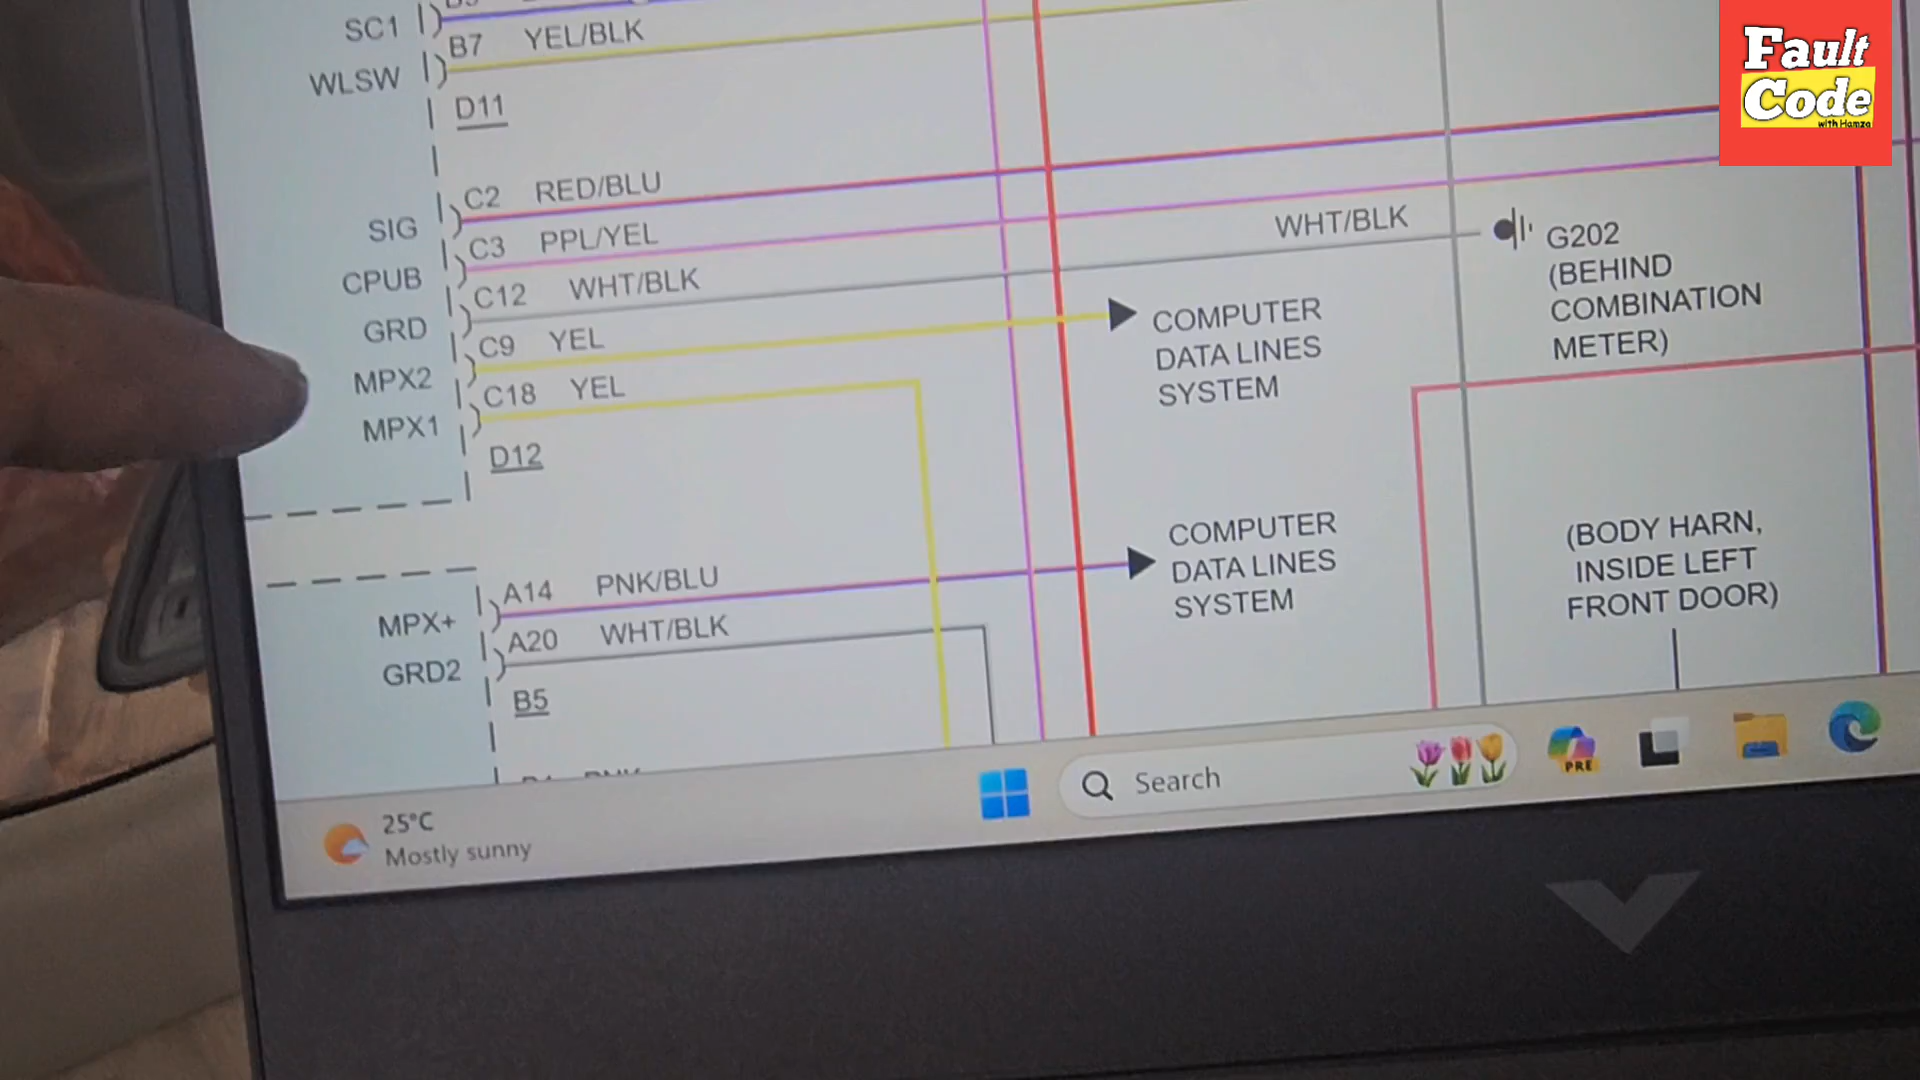 SC1
B7 YEL/BLK
WLSW
D11
C2 RED/BLU
SIG
C3 PPL/YEL
CPUB
C12 WHT/BLK
WHT/BLK
GRD
C9 YEL
MPX2
C18 YEL
MPX1
D12
G202
(BEHIND
COMBINATION
METER)
COMPUTER
DATA LINES
SYSTEM
COMPUTER
DATA LINES
SYSTEM
(BODY HARN,
INSIDE LEFT
FRONT DOOR)
A14 PNK/BLU
MPX+
A20 WHT/BLK
GRD2
B5
25°C
Mostly sunny
Search
PRE
Fault
Code
with Hamza